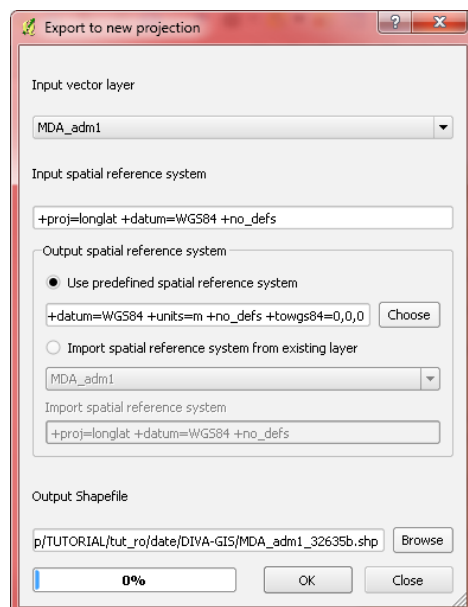 Export to new projection
Input vector layer
MDA_adm1
Input spatial reference system
+proj=longlat +datum=WGS84 +no_defs
Output spatial reference system
Use predefined spatial reference system
+datum=WGS84 +units=m +no_defs +towgs84=0,0,0
Choose
Import spatial reference system from existing layer
MDA_adm1
Import spatial reference system
+proj=longlat +datum=WGS84 +no_defs
Output Shapefile
p/TUTORIAL/tut_ro/date/DIVA-GIS/MDA_adm1_32635b.shp
Browse
0%
OK
Close